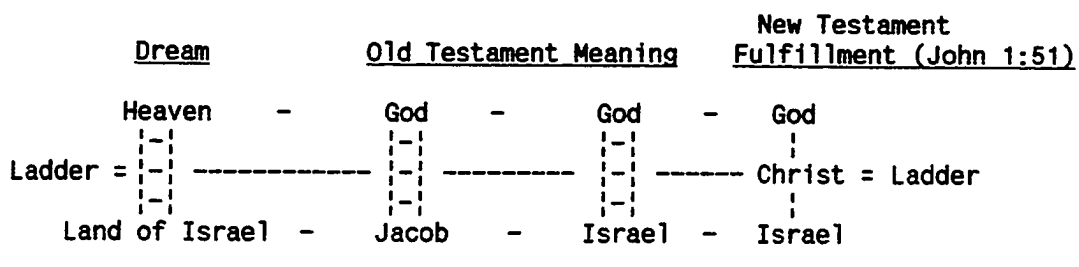 New Testament
Dream Old Testament Meaning Fulfillment (John 1:51)
Heaven - God - God - God
|-| |-| |-| |
Ladder = |-| ------------- |-| --------- |-| ------ Christ = Ladder
|-| |-| |-| |
Land of Israel - Jacob - Israel - Israel